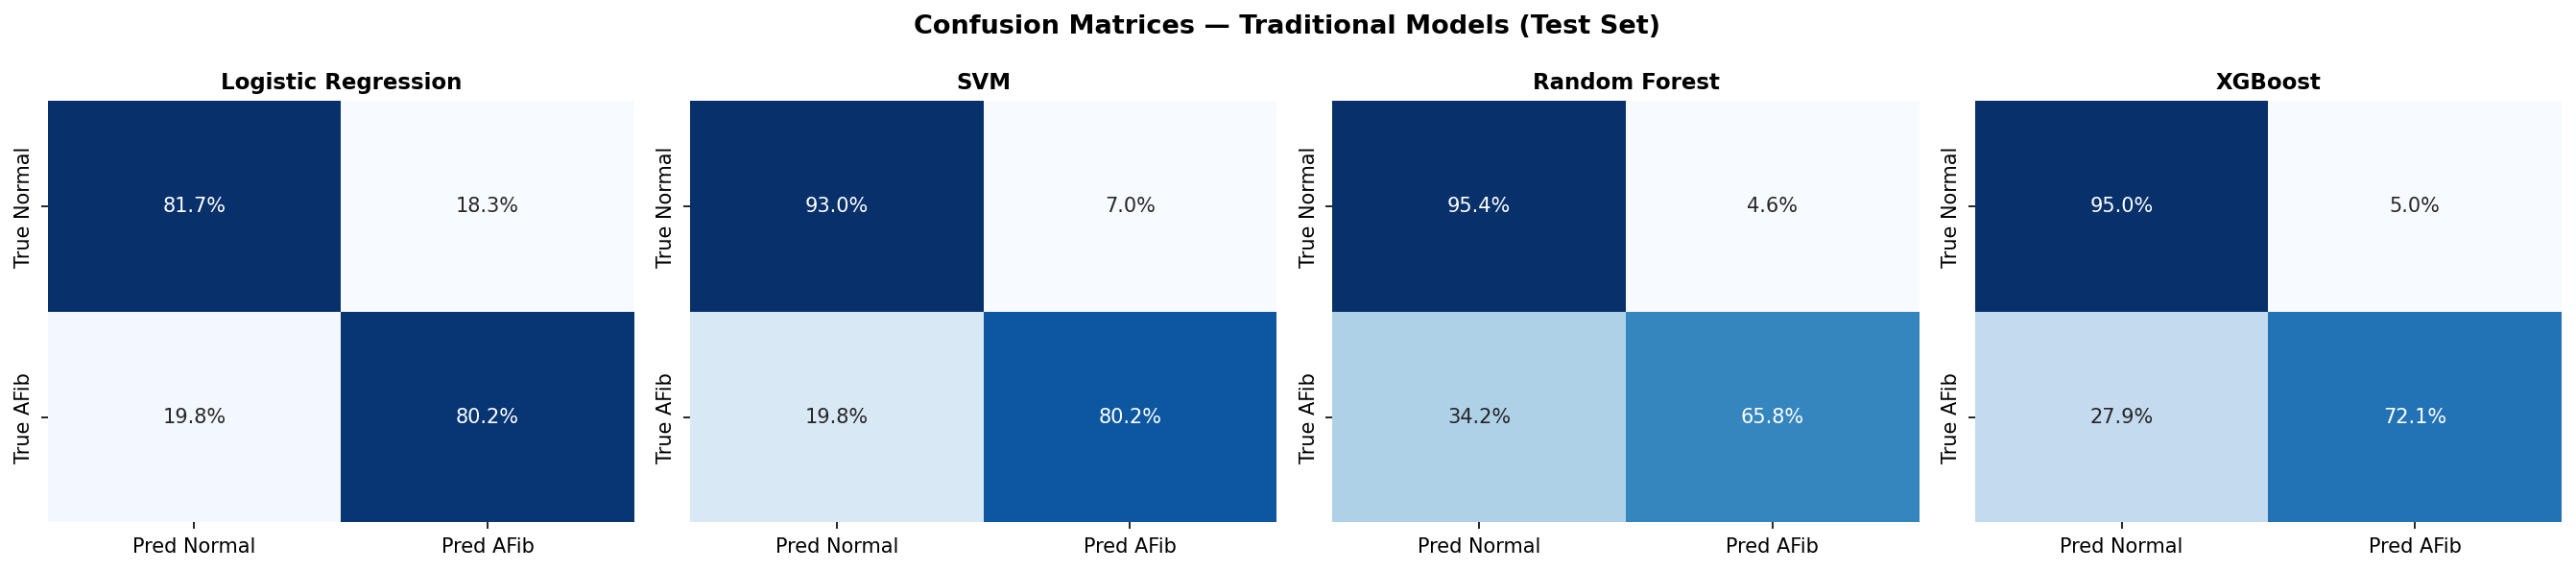 Confusion Matrices — Traditional Models (Test Set)
Logistic Regression
True Normal
81.7%
18.3%
True AFib
19.8%
80.2%
Pred Normal
Pred AFib
SVM
True Normal
93.0%
7.0%
True AFib
19.8%
80.2%
Pred Normal
Pred AFib
Random Forest
True Normal
95.4%
4.6%
True AFib
34.2%
65.8%
Pred Normal
Pred AFib
XGBoost
True Normal
95.0%
5.0%
True AFib
27.9%
72.1%
Pred Normal
Pred AFib